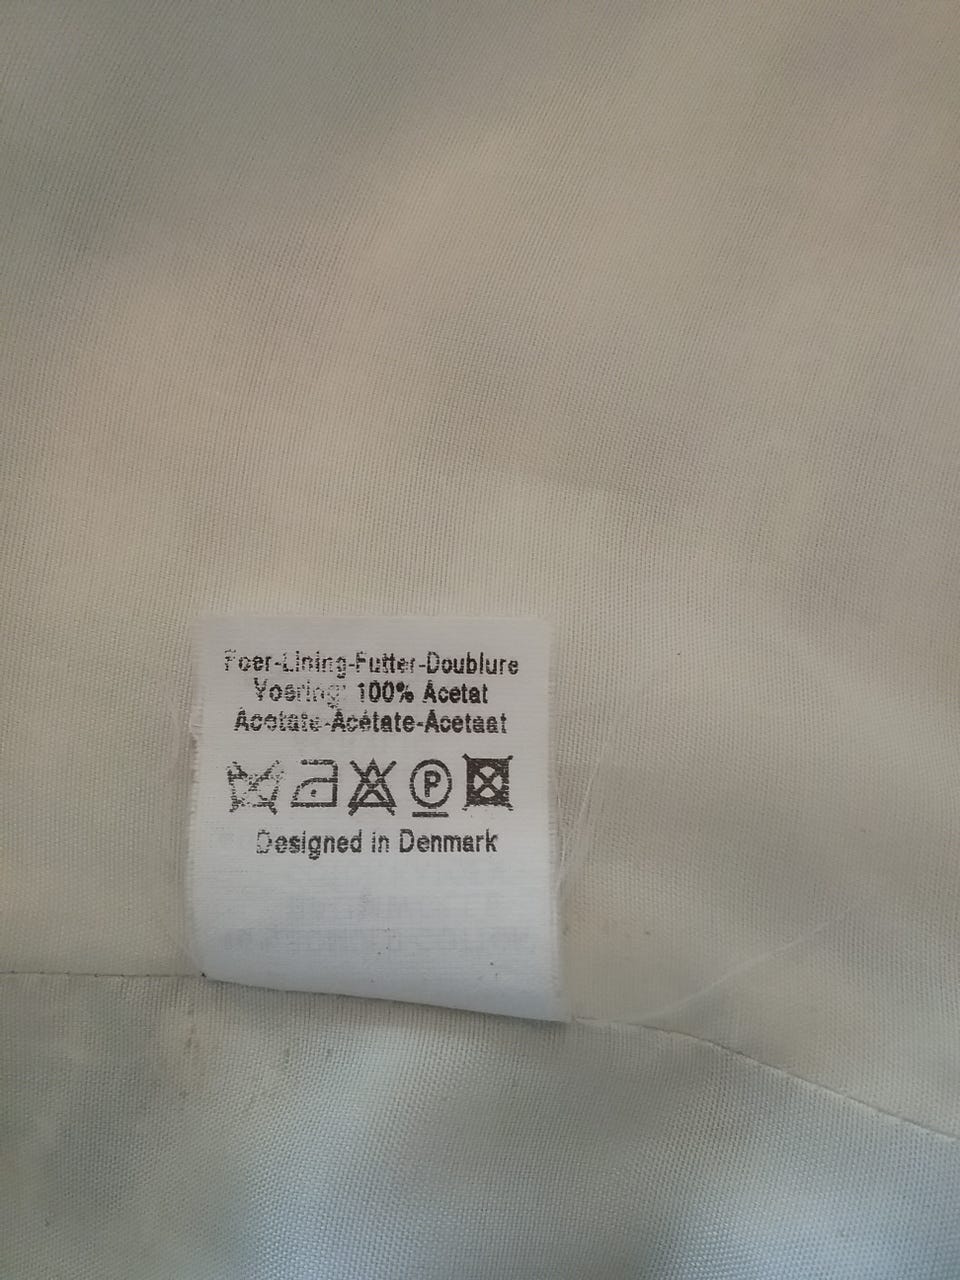 Foer-Lining-Futter-Doublure
Voering: 100% Acetat
Acetate-Acétate-Acetaat
P
Designed in Denmark